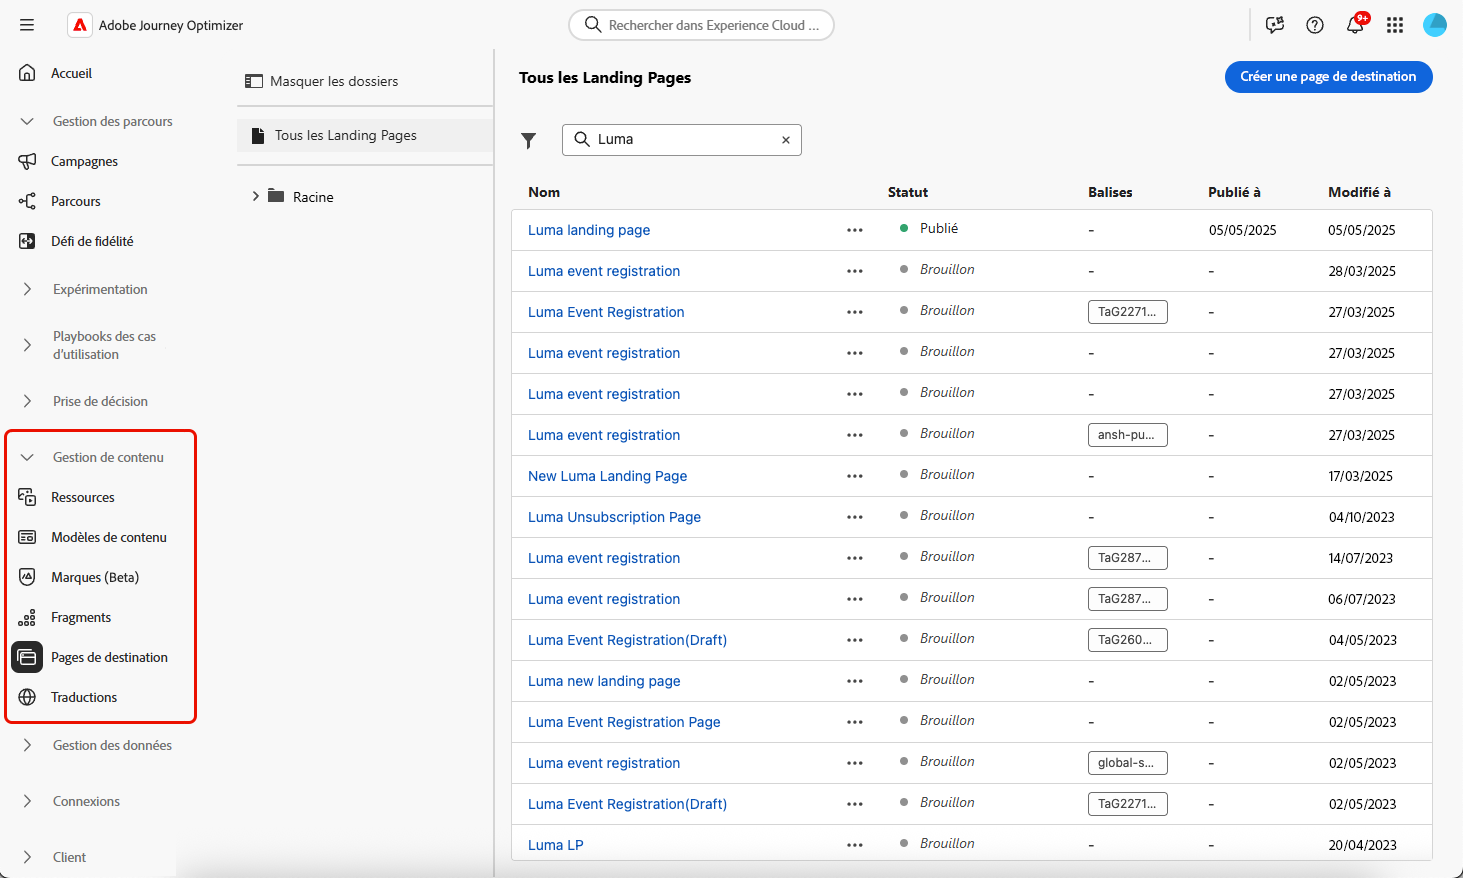 Adobe Journey Optimizer
Rechercher dans Experience Cloud ...
9+
Accueil
Gestion des parcours
Campagnes
Parcours
Défi de fidélité
Expérimentation
Playbooks des cas
d'utilisation
Prise de décision
Gestion de contenu
Ressources
Modèles de contenu
Marques (Beta)
Fragments
Pages de destination
Traductions
Gestion des données
Connexions
Client
Masquer les dossiers
Tous les Landing Pages
Racine
Tous les Landing Pages
Créer une page de destination
Luma
Nom Statut Balises Publié à Modifié à
Luma landing page Publié - 05/05/2025 05/05/2025
Luma event registration Brouillon - - 28/03/2025
Luma Event Registration Brouillon TaG2271... - 27/03/2025
Luma event registration Brouillon - - 27/03/2025
Luma event registration Brouillon - - 27/03/2025
Luma event registration Brouillon ansh-pu... - 27/03/2025
New Luma Landing Page Brouillon - - 17/03/2025
Luma Unsubscription Page Brouillon - - 04/10/2023
Luma event registration Brouillon TaG287... - 14/07/2023
Luma event registration Brouillon TaG287... - 06/07/2023
Luma Event Registration(Draft) Brouillon TaG260... - 04/05/2023
Luma new landing page Brouillon - - 02/05/2023
Luma Event Registration Page Brouillon - - 02/05/2023
Luma event registration Brouillon global-s... - 02/05/2023
Luma Event Registration(Draft) Brouillon TaG2271... - 02/05/2023
Luma LP Brouillon - - 20/04/2023